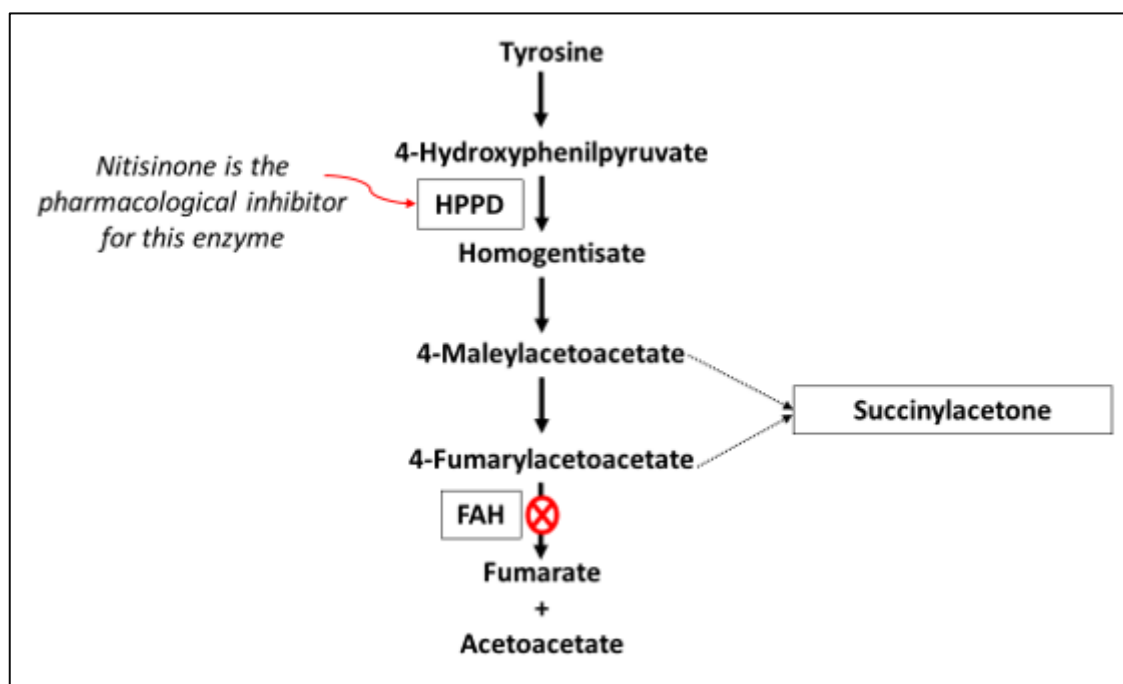 Tyrosine
4-Hydroxyphenilpyruvate
Nitisinone is the
pharmacological inhibitor
for this enzyme
HPPD
Homogentisate
4-Maleylacetoacetate
Succinylacetone
4-Fumarylacetoacetate
FAH
Fumarate
+
Acetoacetate